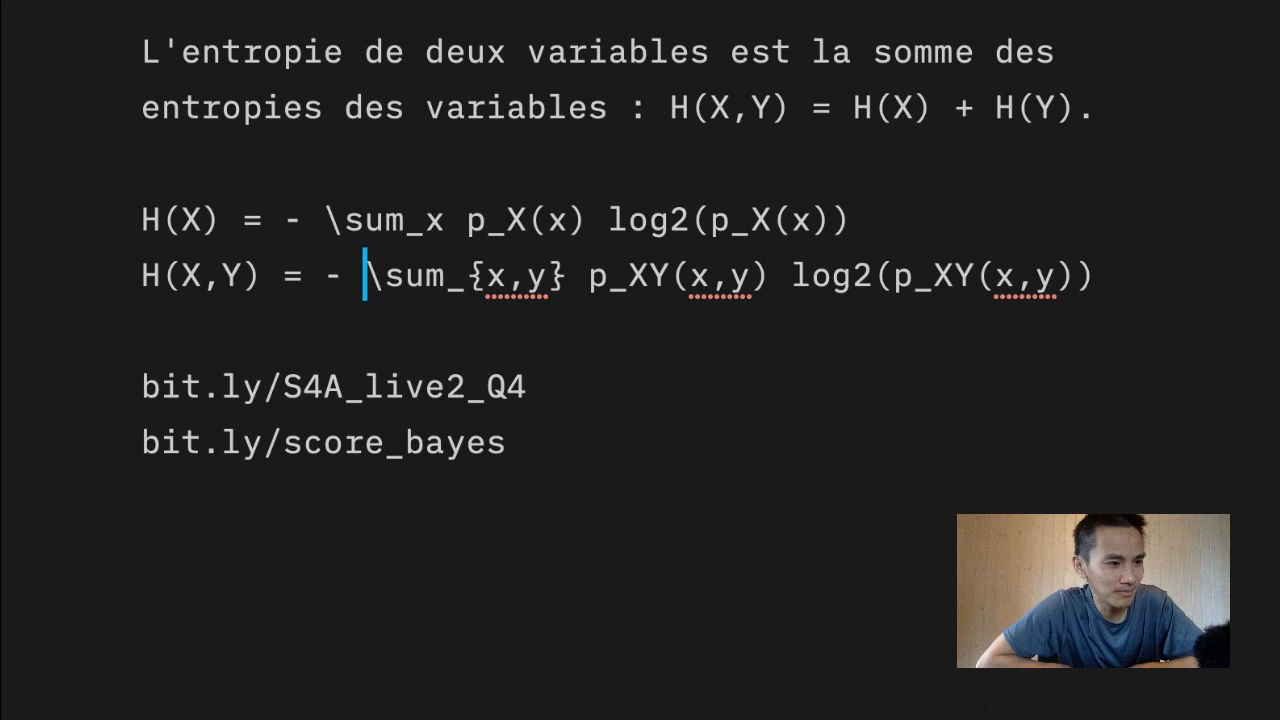 L'entropie de deux variables est la somme des
entropies des variables : H(X,Y) = H(X) + H(Y).
H(X) = - \sum_x p_X(x) log2(p_X(x))
H(X,Y) = - \sum_{x,y} p_XY(x,y) log2(p_XY(x,y))
bit.ly/S4A_live2_Q4
bit.ly/score_bayes